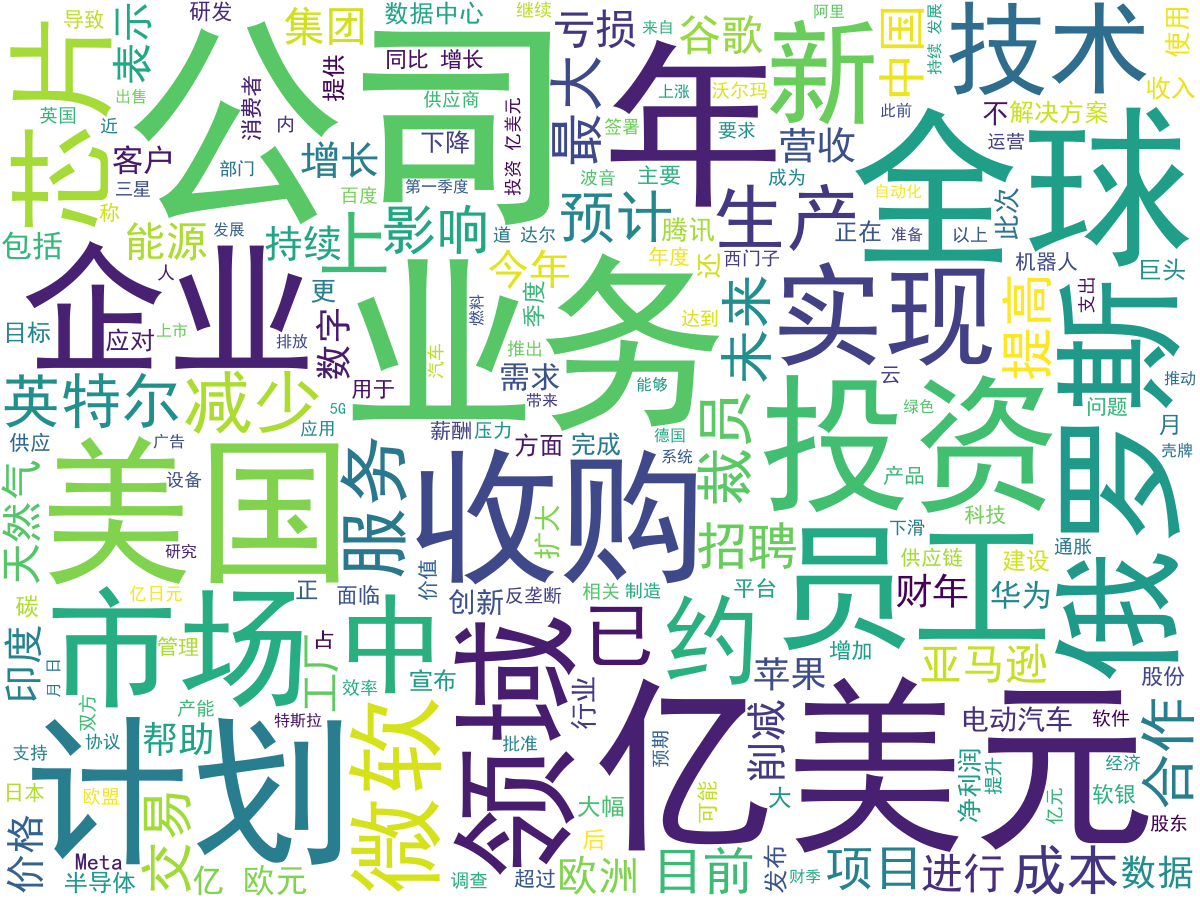 芯片
公司
年
新
技术
全球
导致
表示
研发
集团
数据中心
继续
亏损
来自
谷歌
阿里
中国
持续 发展
使用
英国
出售
近
消费者
提供
同比 增长
供应商
投资 亿美元
最大
上涨
沃尔玛
此前
不
解决方案
收入
客户
部门
内
增长
下降
签署
要求
营收
运营
三星
百度
第一季度
波音
主要
成为
自动化
称
包括
能源
发展
持续
上
影响
道
达尔
预计
腾讯
还
生产
年度
西门子
正在
准备
以上
此次
机器人
巨头
企业
人
更
今年
季度
业务
达到
未来
实现
提高
支出
俄罗斯
目标
应对
上市
排放
数字
汽车
燃料
推出
需求
能够
云
推动
英特尔
减少
5G
用于
带来
裁员
绿色
问题
月
供应
广告
应用
薪酬
压力
方面
完成
德国
投资
壳牌
美国
设备
服务
收购
系统
产品
科技
天然气
研究
扩大
招聘
下滑
员工
供应链
通胀
建设
碳
亿日元
正
面临
价值
创新
反垄断
相关
制造
平台
财年
华为
印度
市场
管理
工厂
占
中
效率
宣布
领域
已
约
苹果
增加
亚马逊
股份
月 日
双方
产能
特斯拉
行业
亿美元
电动汽车
软件
支持
计划
协议
帮助
微软
批准
预期
削减
净利润
提升
经济
合作
日本
欧盟
交易
大幅
可能
大
亿元
软银
股东
价格
Meta
半导体
亿
欧元
调查
超过
后
欧洲
目前
发布
财季
项目
进行
成本
数据